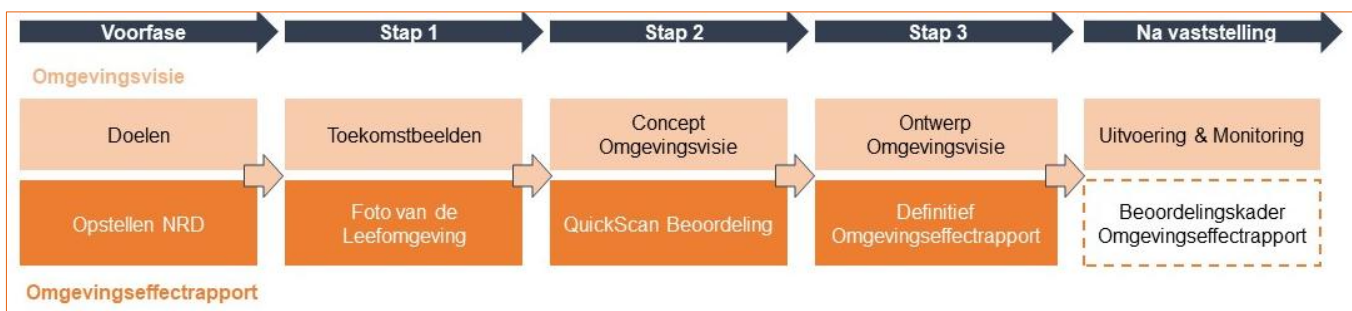 Voorfase
Stap 1
Stap 2
Stap 3
Na vaststelling
Omgevingsvisie
Doelen
Toekomstbeelden
Concept
Omgevingsvisie
Ontwerp
Omgevingsvisie
Uitvoering & Monitoring
Opstellen NRD
Foto van de
Leefomgeving
QuickScan Beoordeling
Definitief
Omgevingseffectrapport
Beoordelingskader
Omgevingseffectrapport
Omgevingseffectrapport